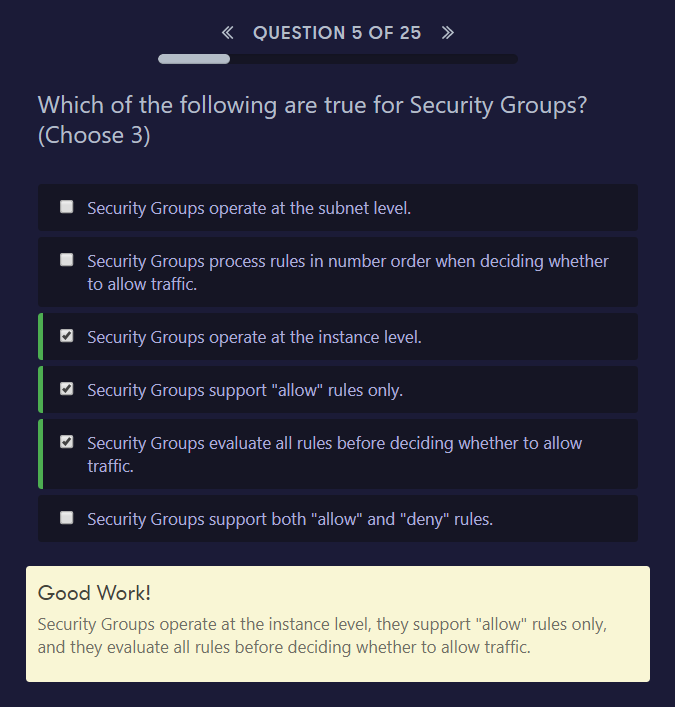 « QUESTION 5 OF 25 »
Which of the following are true for Security Groups?
(Choose 3)
Security Groups operate at the subnet level.
Security Groups process rules in number order when deciding whether
to allow traffic.
Security Groups operate at the instance level.
Security Groups support "allow" rules only.
Security Groups evaluate all rules before deciding whether to allow
traffic.
Security Groups support both "allow" and "deny" rules.
Good Work!
Security Groups operate at the instance level, they support "allow" rules only,
and they evaluate all rules before deciding whether to allow traffic.